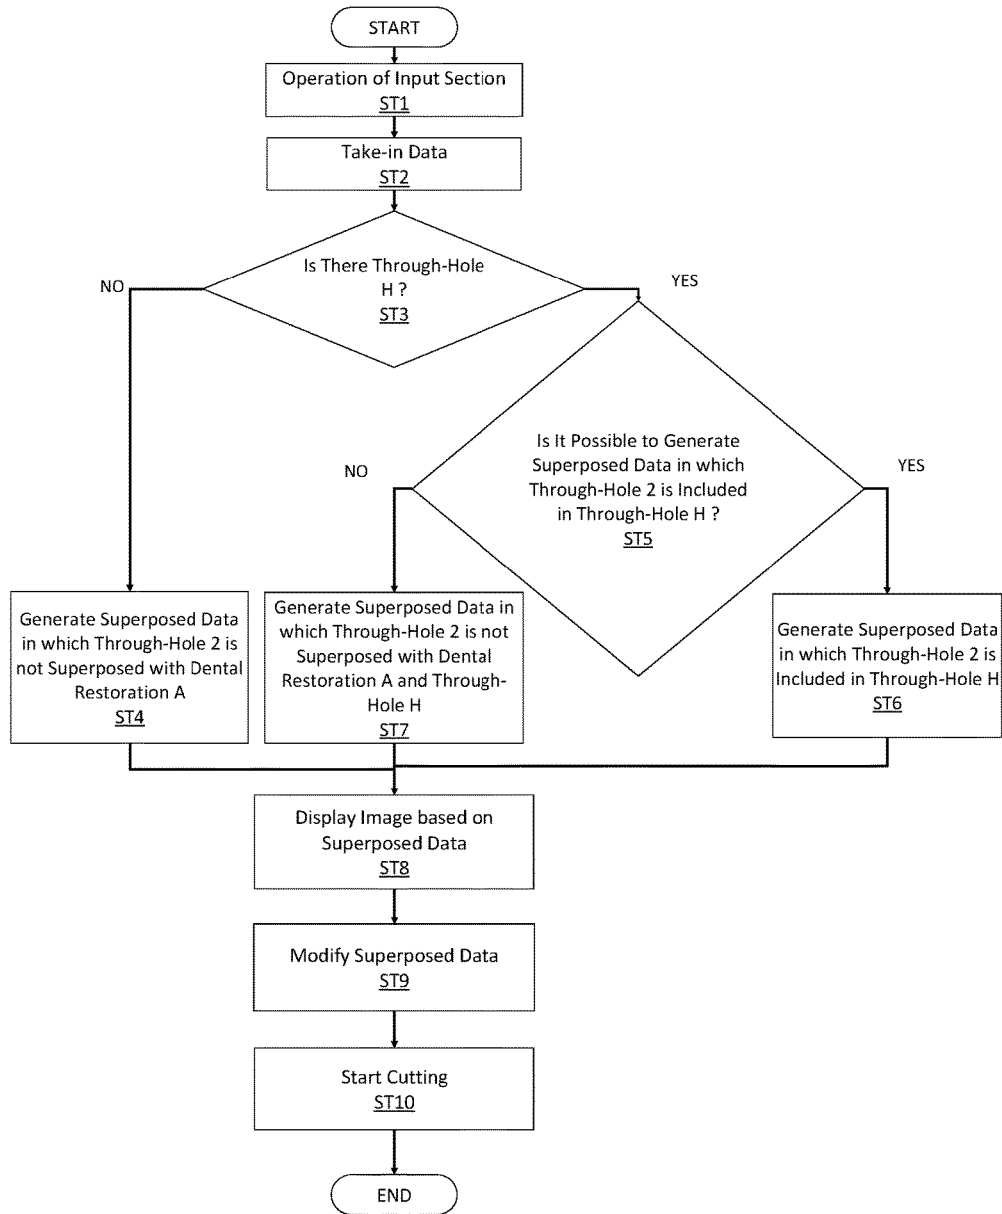 START
Operation of Input Section
ST1
Take-in Data
ST2
Is There Through-Hole
H ?
ST3
NO
YES
Is It Possible to Generate
Superposed Data in which
Through-Hole 2 is Included
in Through-Hole H ?
ST5
NO
YES
Generate Superposed Data
in which Through-Hole 2 is
not Superposed with Dental
Restoration A
ST4
Generate Superposed Data in
which Through-Hole 2 is not
Superposed with Dental
Restoration A and Through-
Hole H
ST7
Generate Superposed Data
in which Through-Hole 2 is
Included in Through-Hole H
ST6
Display Image based on
Superposed Data
ST8
Modify Superposed Data
ST9
Start Cutting
ST10
END